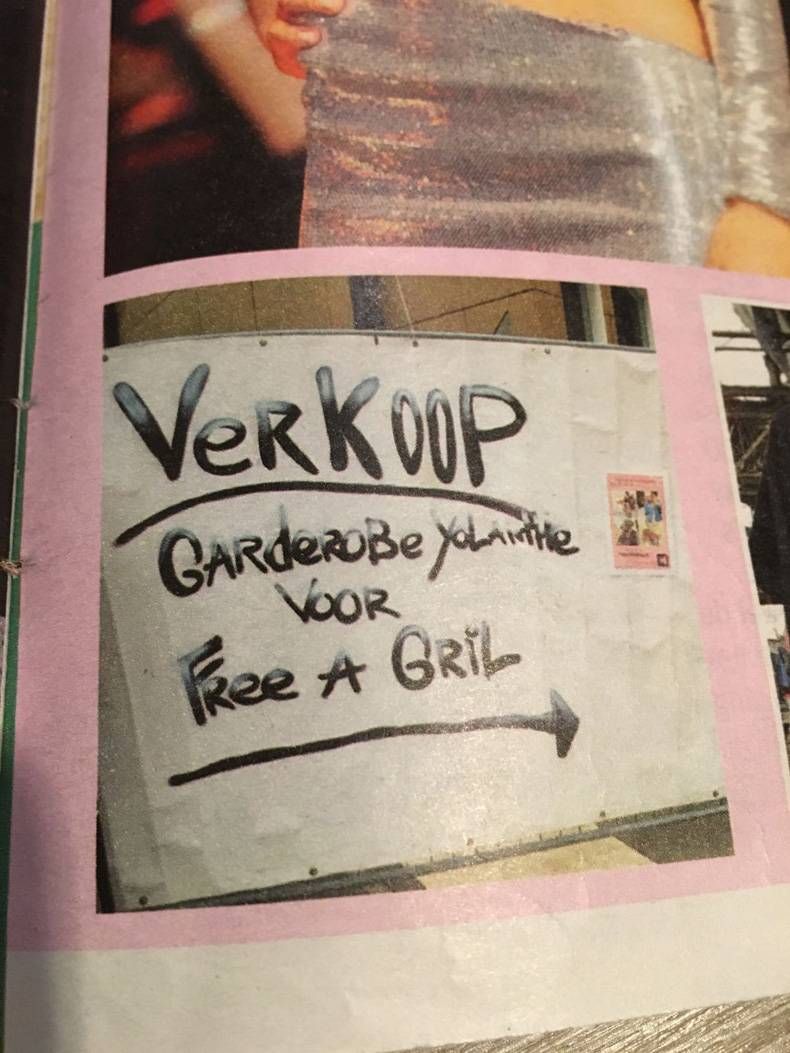 VerKOOP
GARderoBe YOLANtHe
VOOR
FRee A GRiL